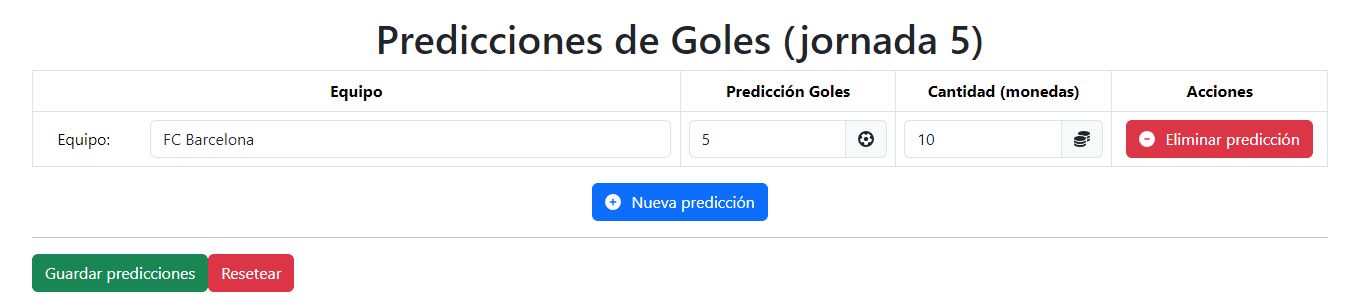 Predicciones de Goles (jornada 5)
Equipo Predicción Goles Cantidad (monedas) Acciones
Equipo: FC Barcelona 5 10 Eliminar predicción
Nueva predicción
Guardar predicciones Resetear